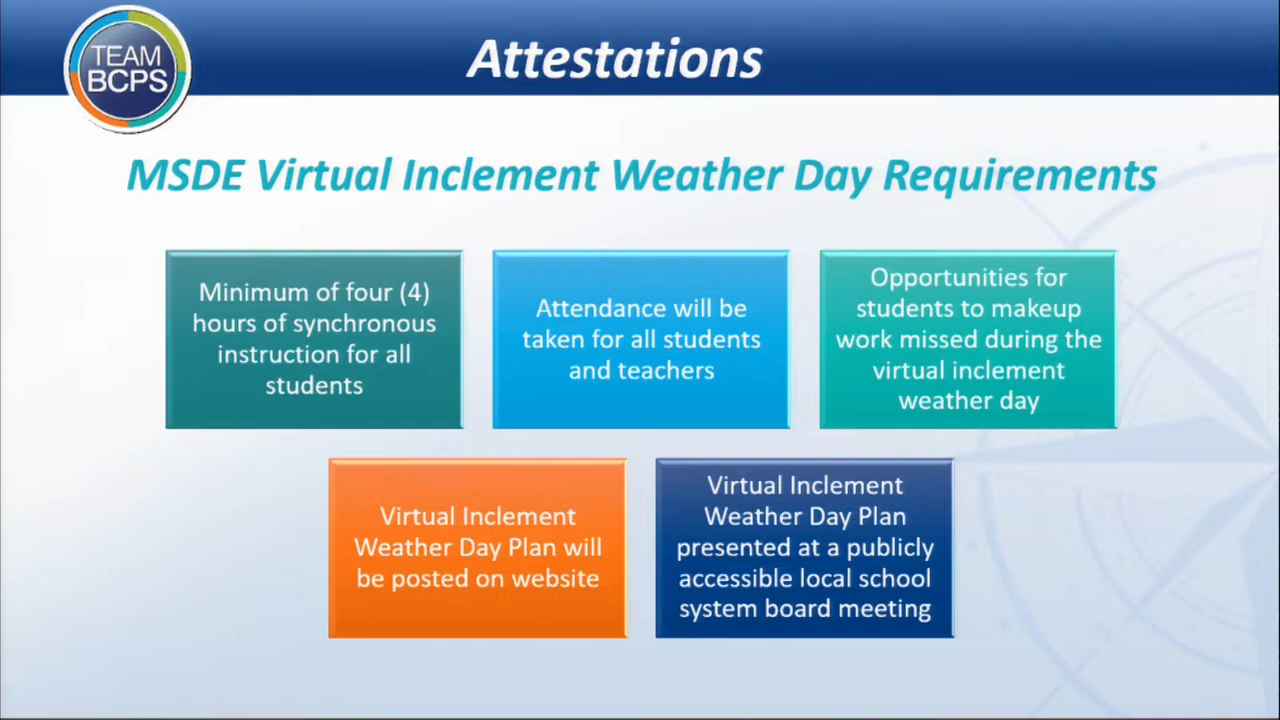 TEAM
BCPS
Attestations
MSDE Virtual Inclement Weather Day Requirements
Minimum of four (4)
hours of synchronous
instruction for all
students
Attendance will be
taken for all students
and teachers
Opportunities for
students to makeup
work missed during the
virtual inclement
weather day
Virtual Inclement
Weather Day Plan will
be posted on website
Virtual Inclement
Weather Day Plan
presented at a publicly
accessible local school
system board meeting